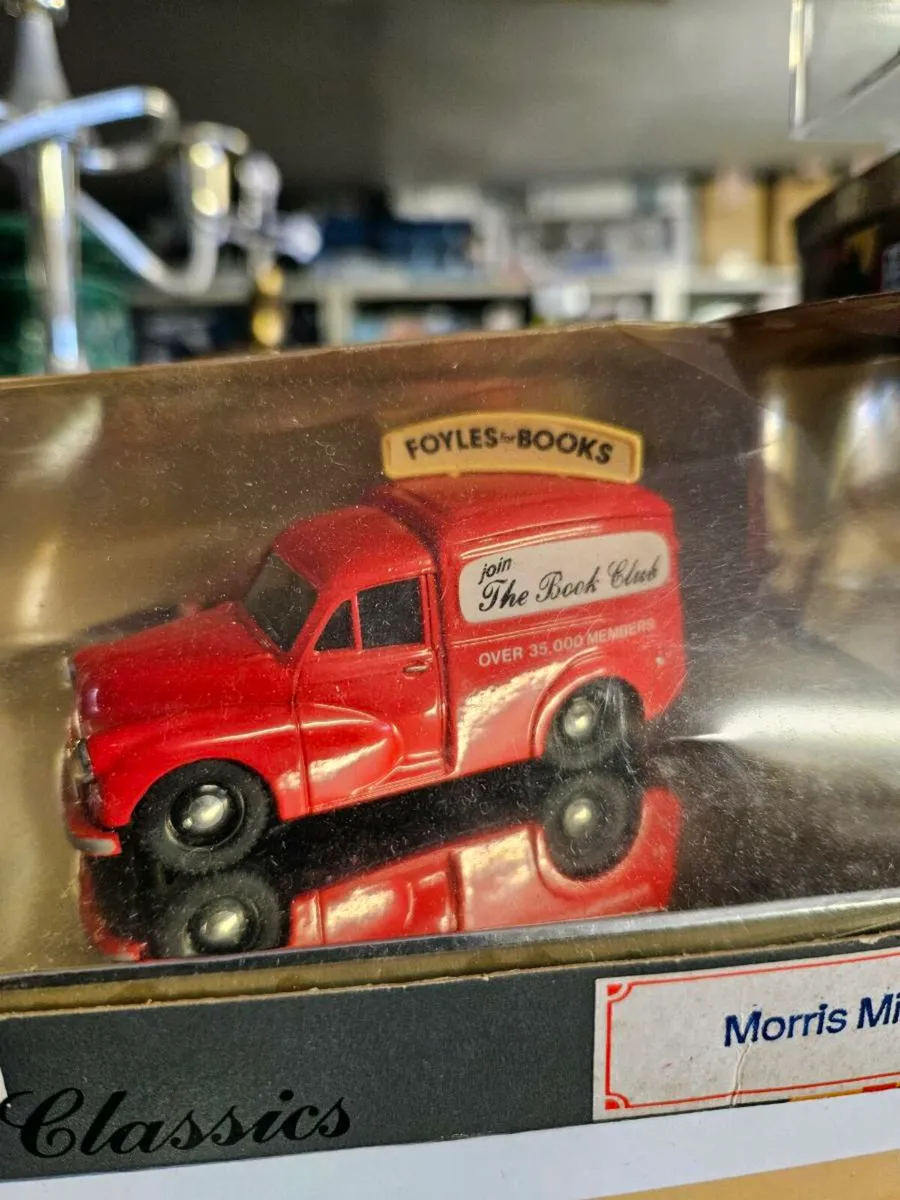 FOYLES for BOOKS
join
The Book Club
OVER 35,000 MEMBERS
Morris Mi
Classics